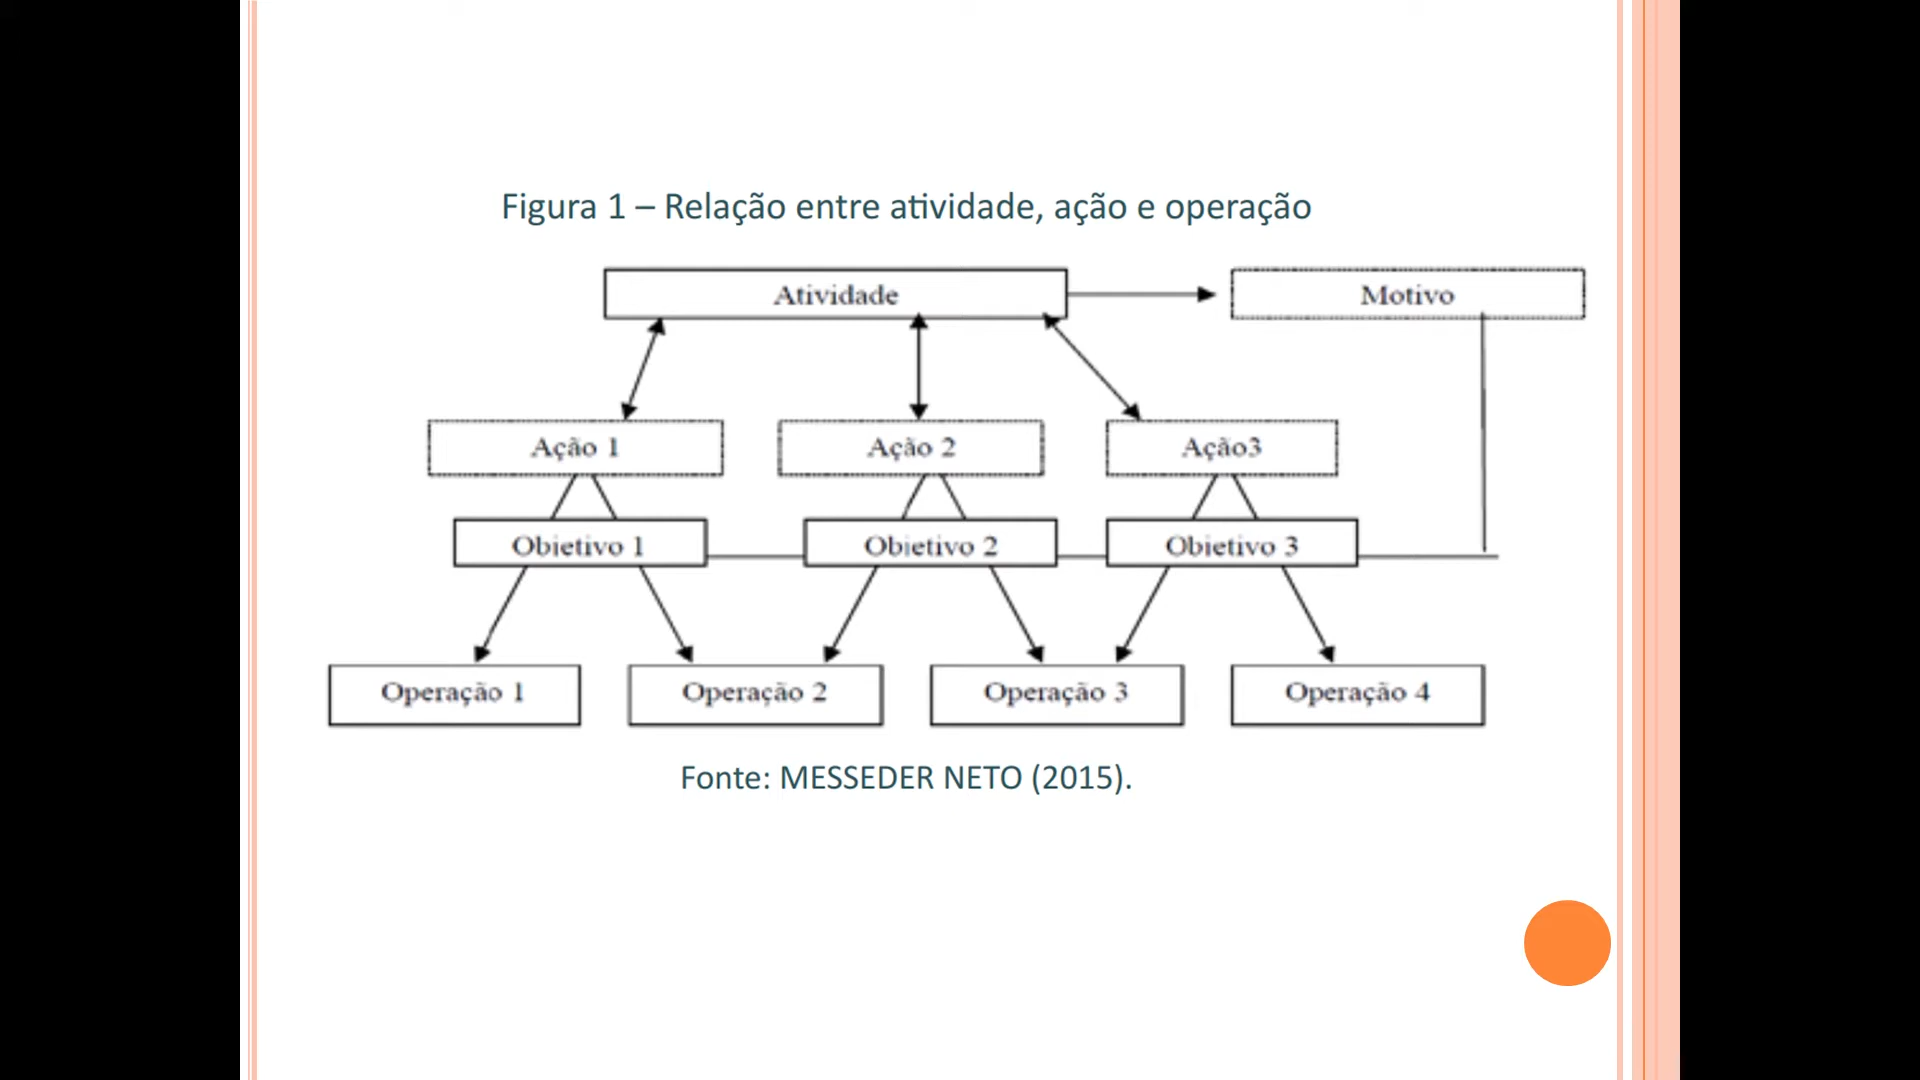 Figura 1 – Relação entre atividade, ação e operação
Atividade
Motivo
Ação 1
Ação 2
Ação3
Objetivo 1
Objetivo 2
Objetivo 3
Operação 1
Operação 2
Operação 3
Operação 4
Fonte: MESSEDER NETO (2015).